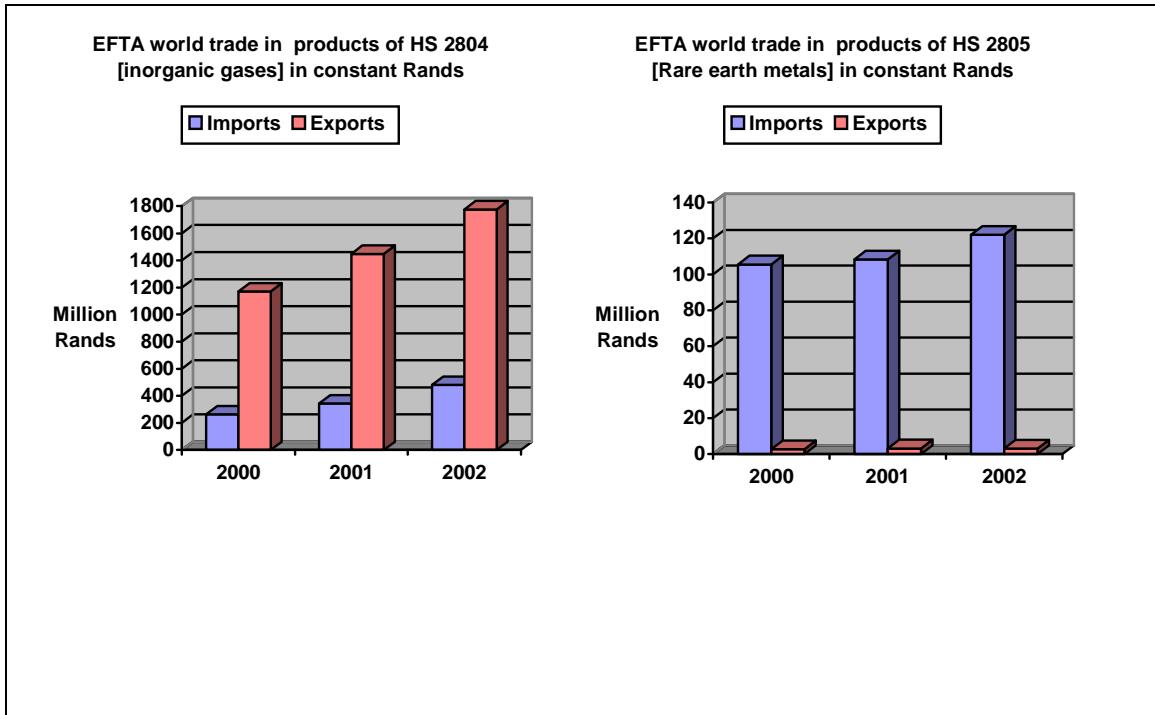 EFTA world trade in  products of HS 2804
[inorganic gases] in constant Rands
Imports Exports
1800
1600
1400
1200
1000
800
600
400
200
0
Million
Rands
2000 2001 2002
EFTA world trade in  products of HS 2805
[Rare earth metals] in constant Rands
Imports Exports
140
120
100
80
60
40
20
0
Million
Rands
2000 2001 2002